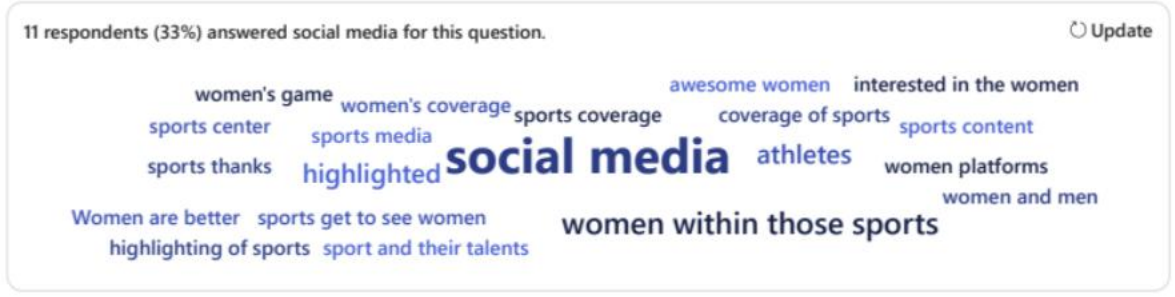 11 respondents (33%) answered social media for this question.
Update
awesome women
interested in the women
women's game
women's coverage
sports coverage
coverage of sports
sports center
sports media
sports content
social media
athletes
sports thanks
highlighted
women platforms
women and men
Women are better
sports get to see women
women within those sports
highlighting of sports
sport and their talents